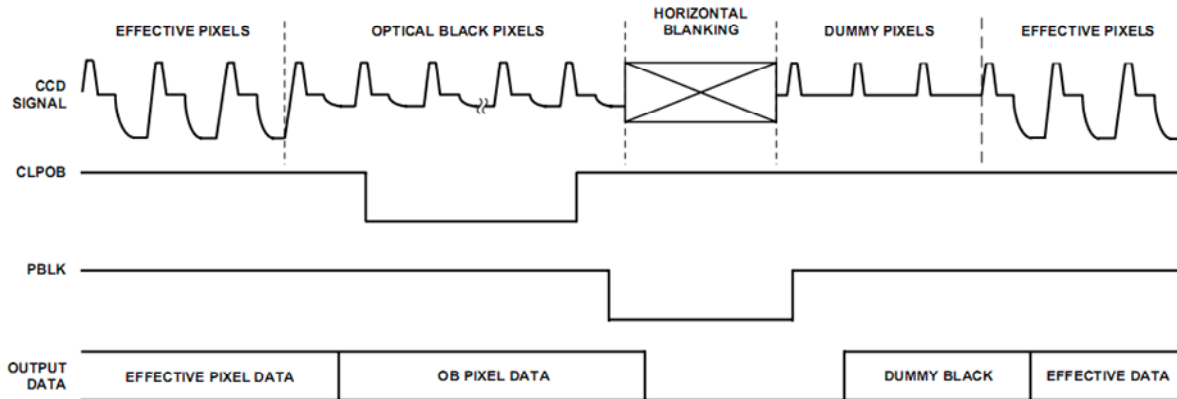 EFFECTIVE PIXELS
OPTICAL BLACK PIXELS
HORIZONTAL
BLANKING
DUMMY PIXELS
EFFECTIVE PIXELS
CCD
SIGNAL
CLPOB
PBLK
OUTPUT
DATA
EFFECTIVE PIXEL DATA
OB PIXEL DATA
DUMMY BLACK
EFFECTIVE DATA